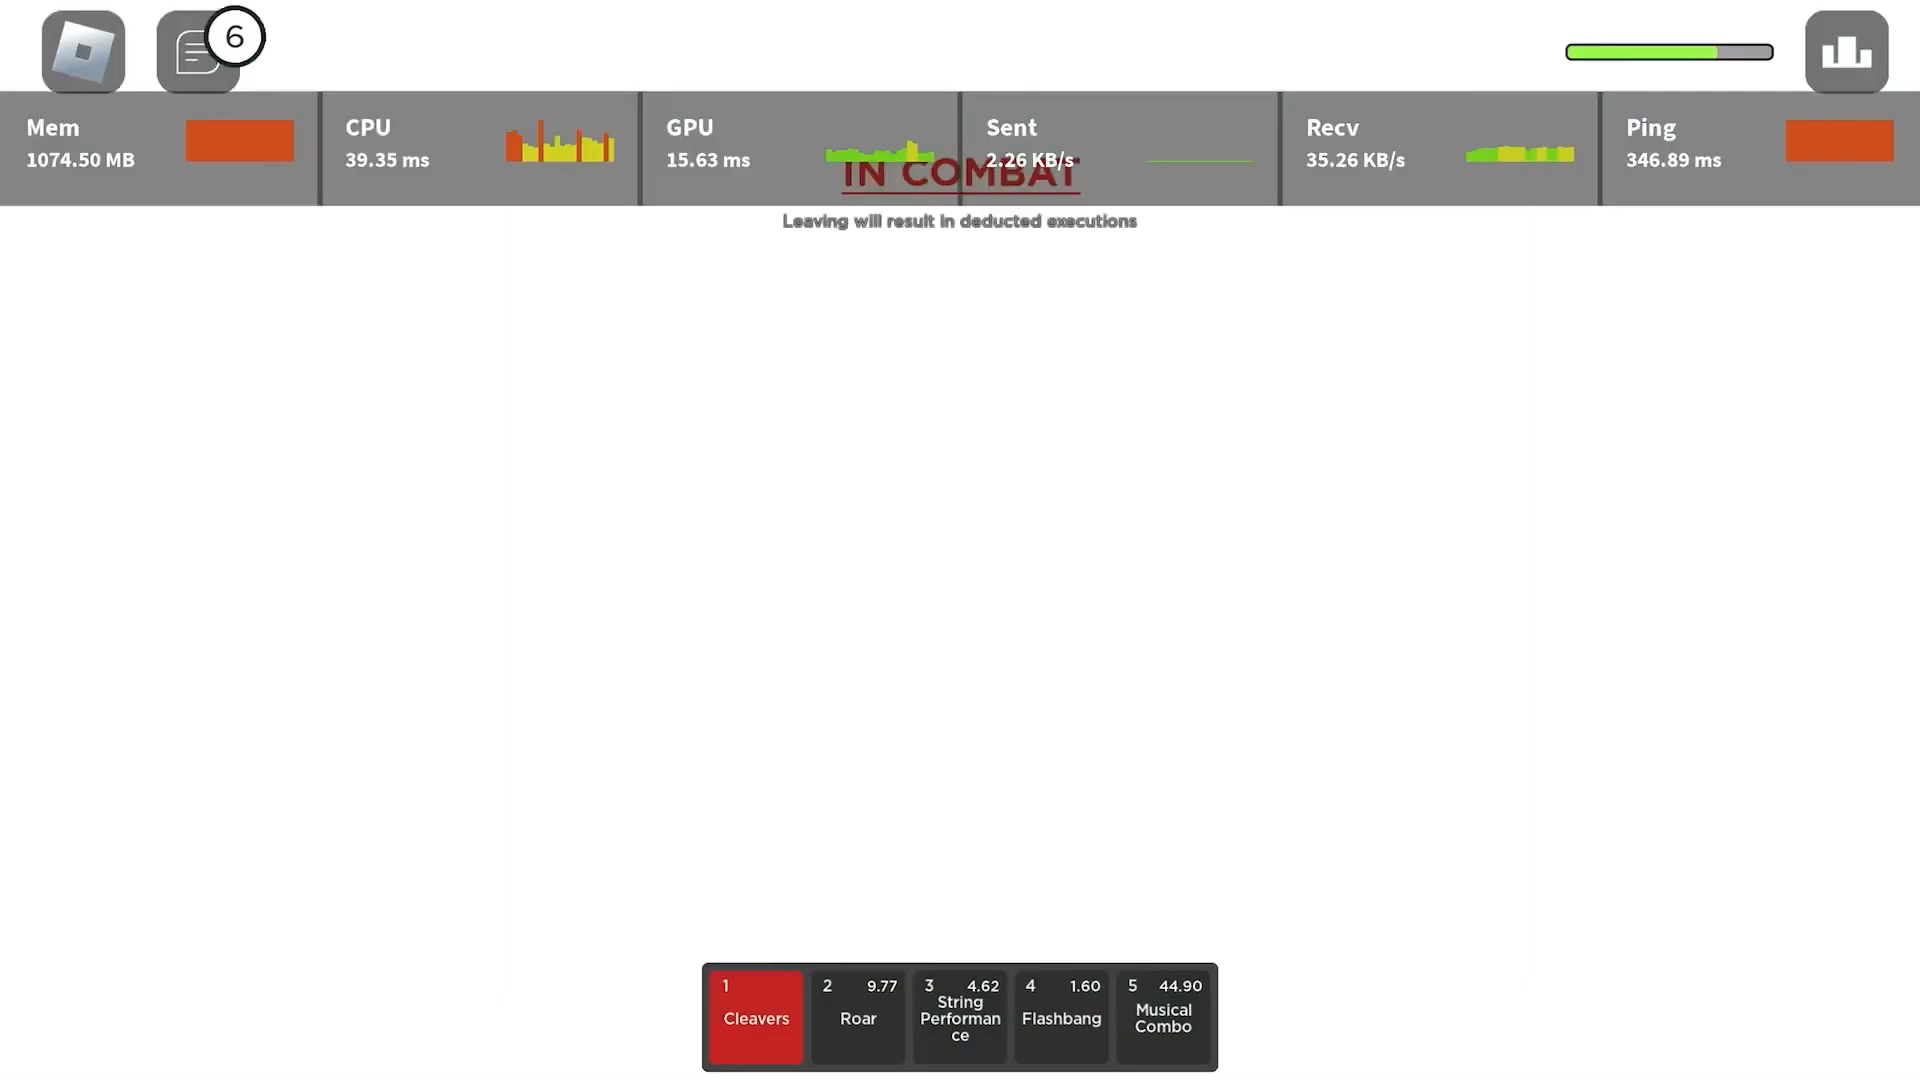 6
Mem
1074.50 MB
CPU
39.35 ms
GPU
15.63 ms
Sent
2.26 KB/s
Recv
35.26 KB/s
Ping
346.89 ms
IN COMBAT
Leaving will result in deducted executions
1
Cleavers
2 9.77
Roar
3 4.62
String
Performan
ce
4 1.60
Flashbang
5 44.90
Musical
Combo